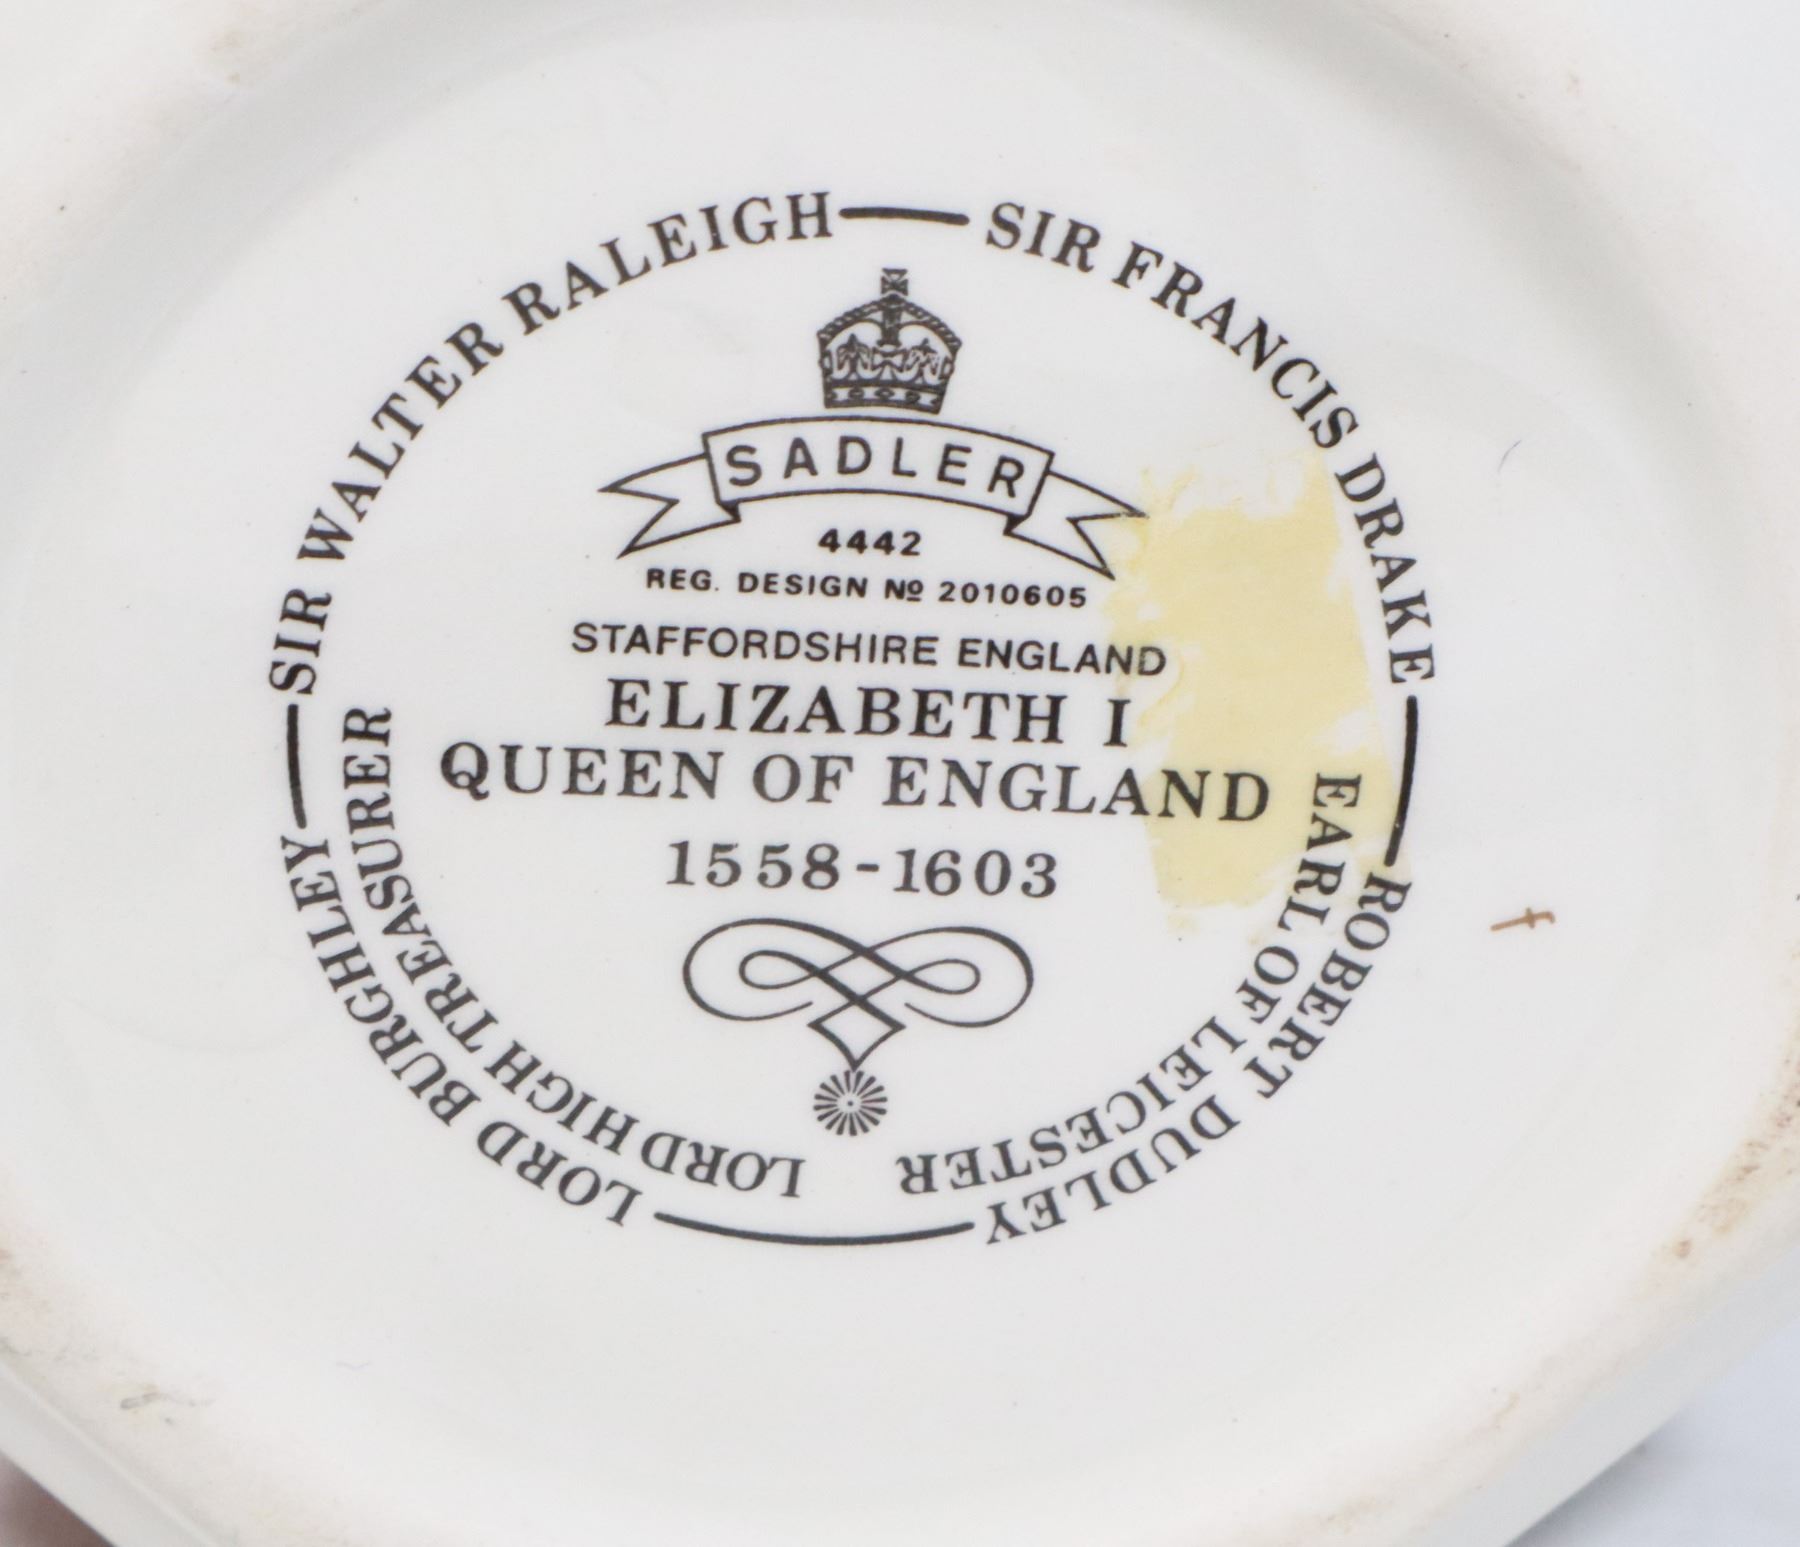 SIR WALTER RALEIGH — SIR FRANCIS DRAKE — ROBERT DUDLEY — LORD BURGHLEY —
EARL OF LEICESTER
LORD HIGH TREASURER
SADLER
4442
REG. DESIGN Nº 2010605
STAFFORDSHIRE ENGLAND
ELIZABETH I
QUEEN OF ENGLAND
1558-1603
f